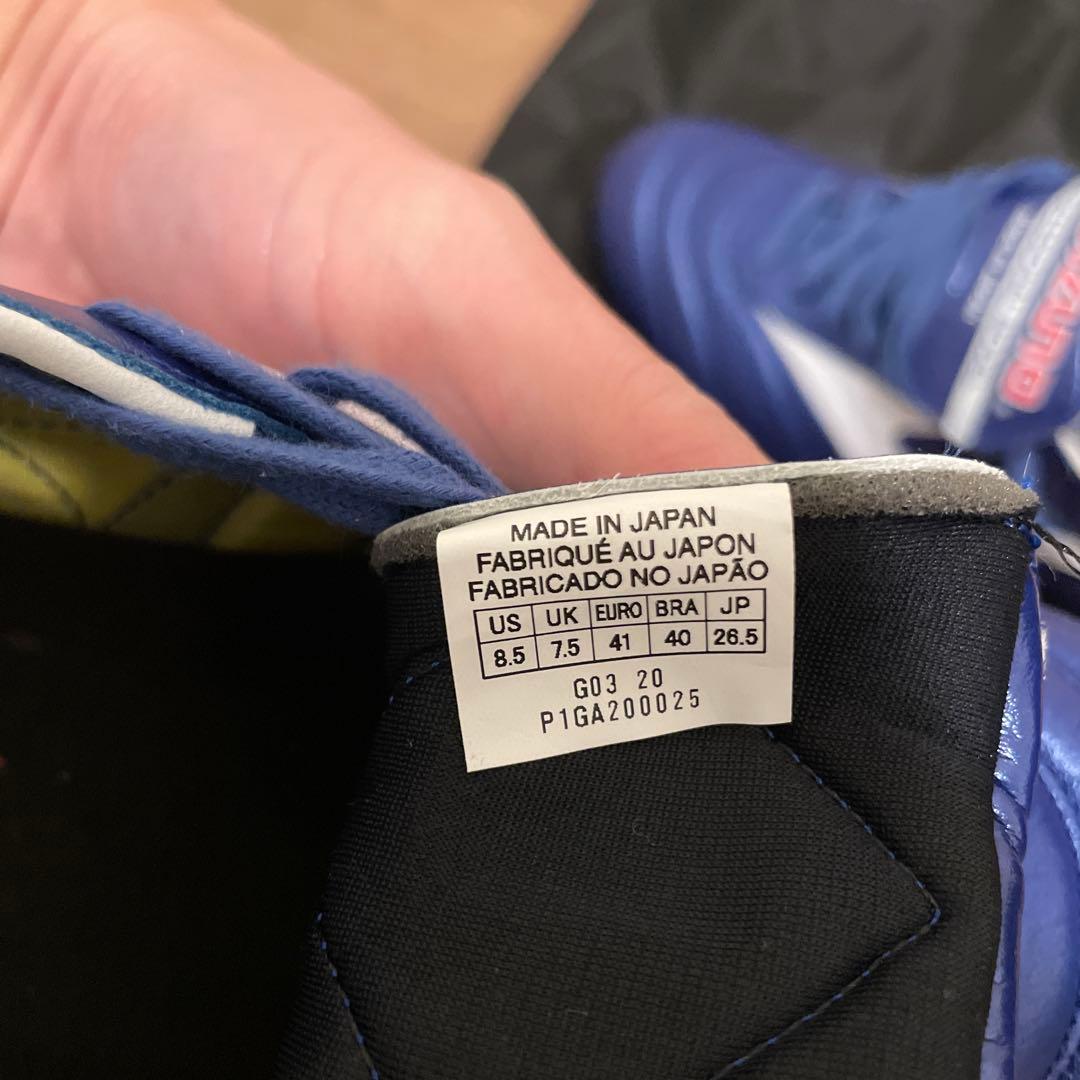 MADE IN JAPAN
FABRIQUÉ AU JAPON
FABRICADO NO JAPÃO
US UK EURO BRA JP
8.5 7.5 41 40 26.5
G03 20
P1GA200025